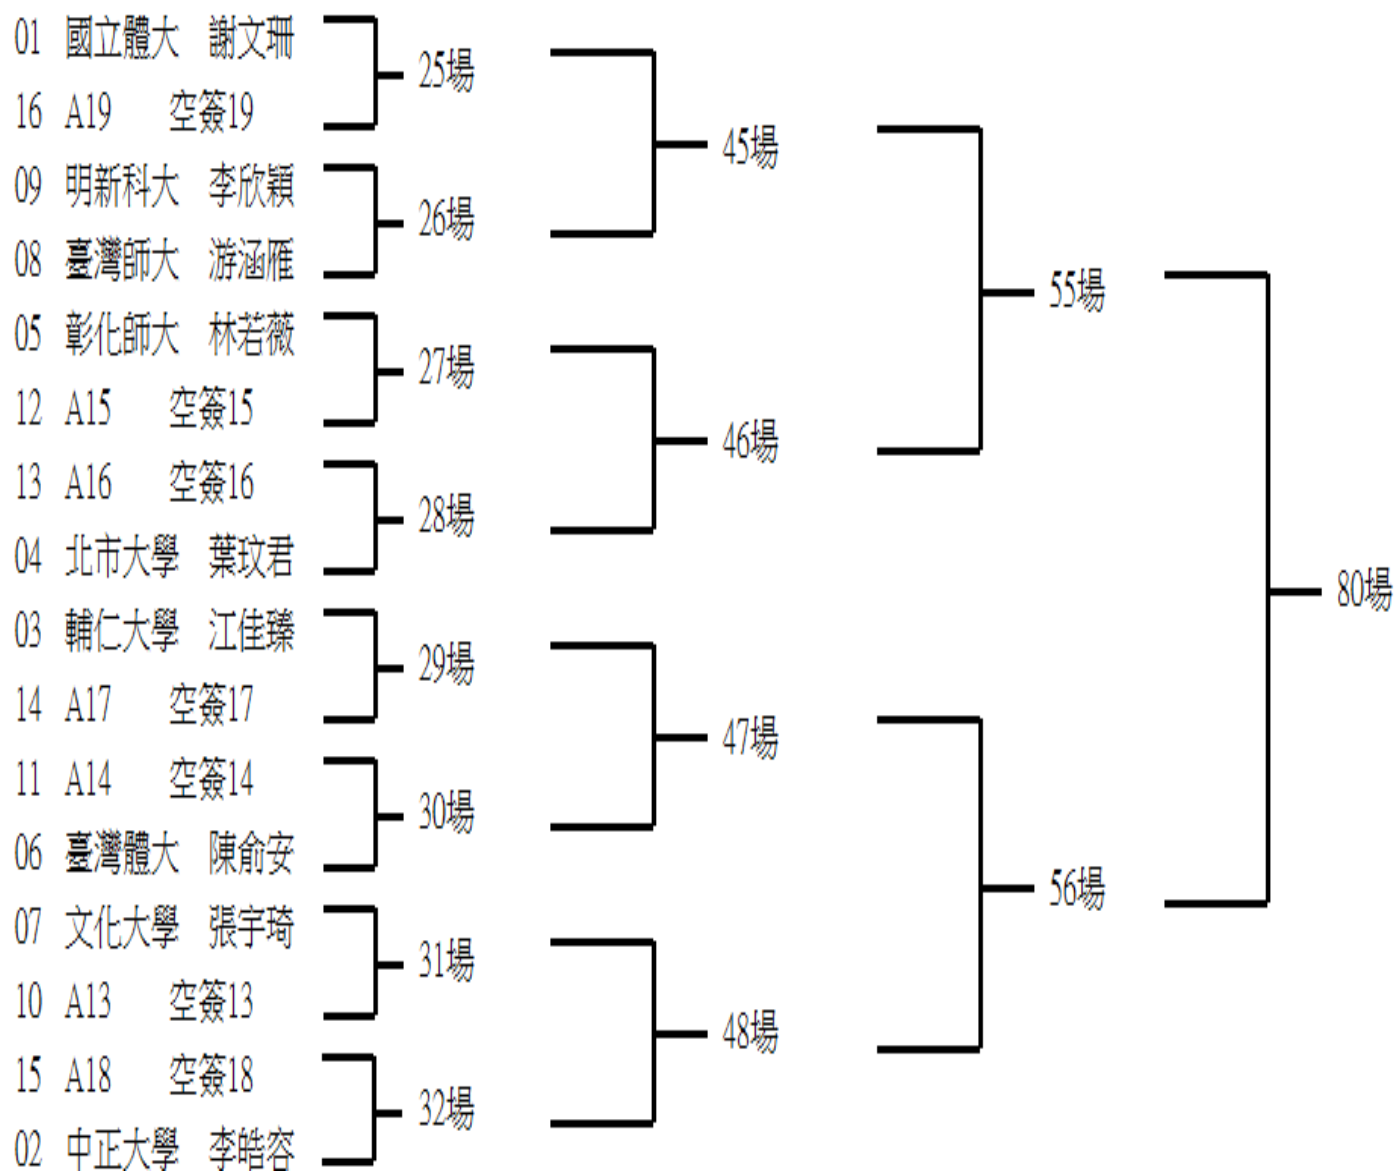 01 國立體大 謝文珊
25場
16 A19 空簽19
45場
09 明新科大 李欣穎
26場
08 臺灣師大 游涵雁
55場
05 彰化師大 林若薇
27場
12 A15 空簽15
46場
13 A16 空簽16
28場
04 北市大學 葉玟君
80場
03 輔仁大學 江佳臻
29場
14 A17 空簽17
47場
11 A14 空簽14
30場
06 臺灣體大 陳俞安
56場
07 文化大學 張宇琦
31場
10 A13 空簽13
48場
15 A18 空簽18
32場
02 中正大學 李皓容